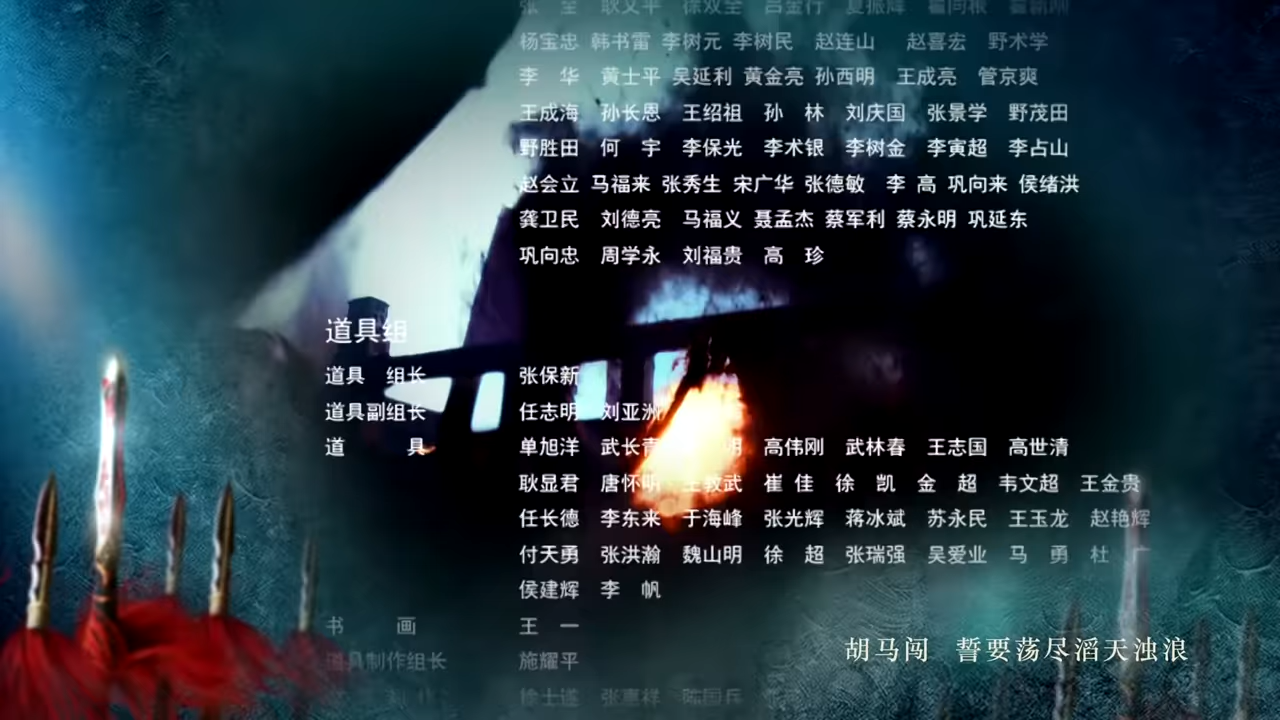 杨宝忠 韩书雷 李树元 李树民 赵连山 赵喜宏 野术学
李 华 黄士平 吴延利 黄金亮 孙西明 王成亮 管京爽
王成海 孙长恩 王绍祖 孙 林 刘庆国 张景学 野茂田
野胜田 何 宇 李保光 李术银 李树金 李寅超 李占山
赵会立 马福来 张秀生 宋广华 张德敏 李 高 巩向来 侯绪洪
龚卫民 刘德亮 马福义 聂孟杰 蔡军利 蔡永明 巩延东
巩向忠 周学永 刘福贵 高 珍
道具组
道具 组长 张保新
道具副组长 任志明 刘亚洲
道 具 单旭洋 武长青 明 高伟刚 武林春 王志国 高世清
耿显君 唐怀明 王教武 崔 佳 徐 凯 金 超 韦文超 王金贵
任长德 李东来 于海峰 张光辉 蒋冰斌 苏永民 王玉龙 赵艳辉
付天勇 张洪瀚 魏山明 徐 超 张瑞强 吴爱业 马 勇 杜 广
侯建辉 李 帆
书 画 王 一
道具制作组长 施耀平
胡马闯 誓要荡尽滔天浊浪